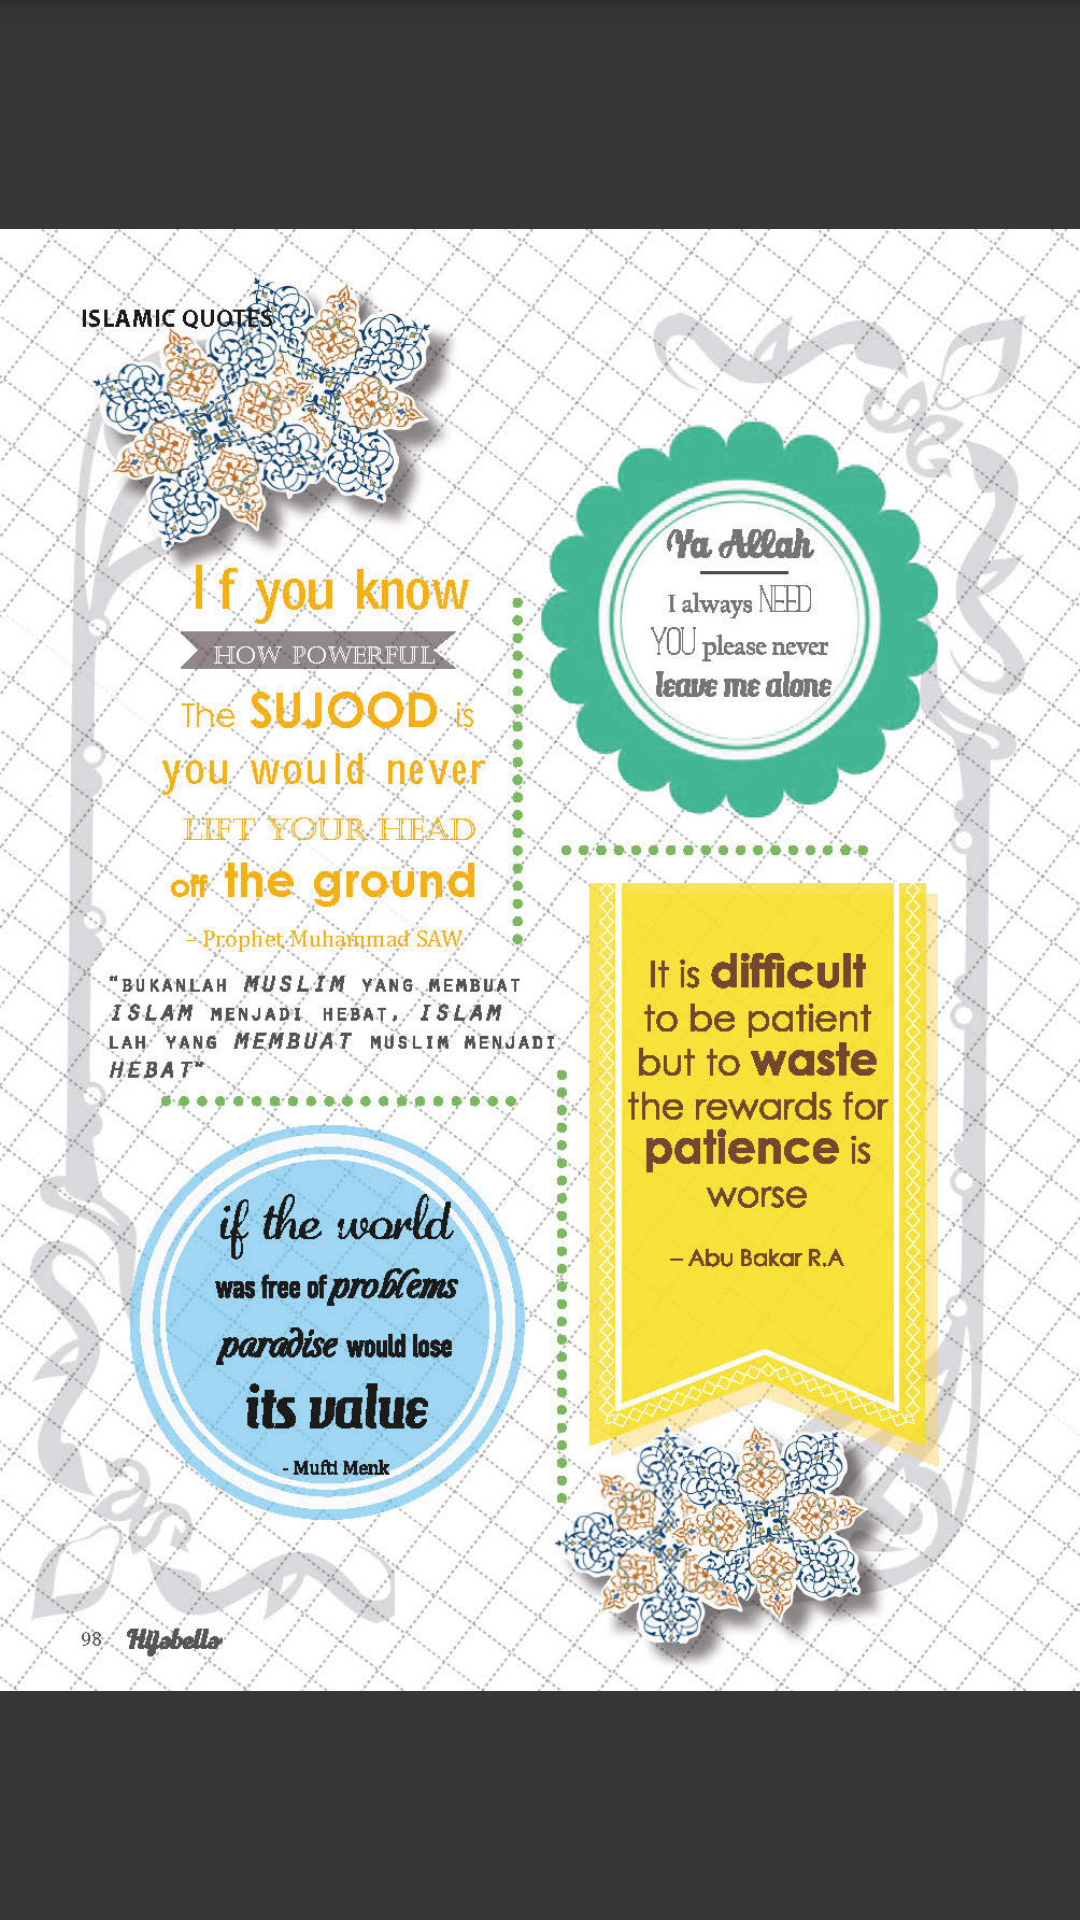 ISLAMIC QUOTES
If you know
HOW POWERFUL
The SUJOOD is
you would never
LIFT YOUR HEAD
off the ground
– Prophet Muhammad SAW
"BUKANLAH MUSLIM YANG MEMBUAT
ISLAM MENJADI HEBAT, ISLAM
LAH YANG MEMBUAT MUSLIM MENJADI
HEBAT"
if the world
was free of problems
paradise would lose
its value
- Mufti Menk
Ya Allah
I always NEED
YOU please never
leave me alone
It is difficult
to be patient
but to waste
the rewards for
patience is
worse
– Abu Bakar R.A
98 Hijabella